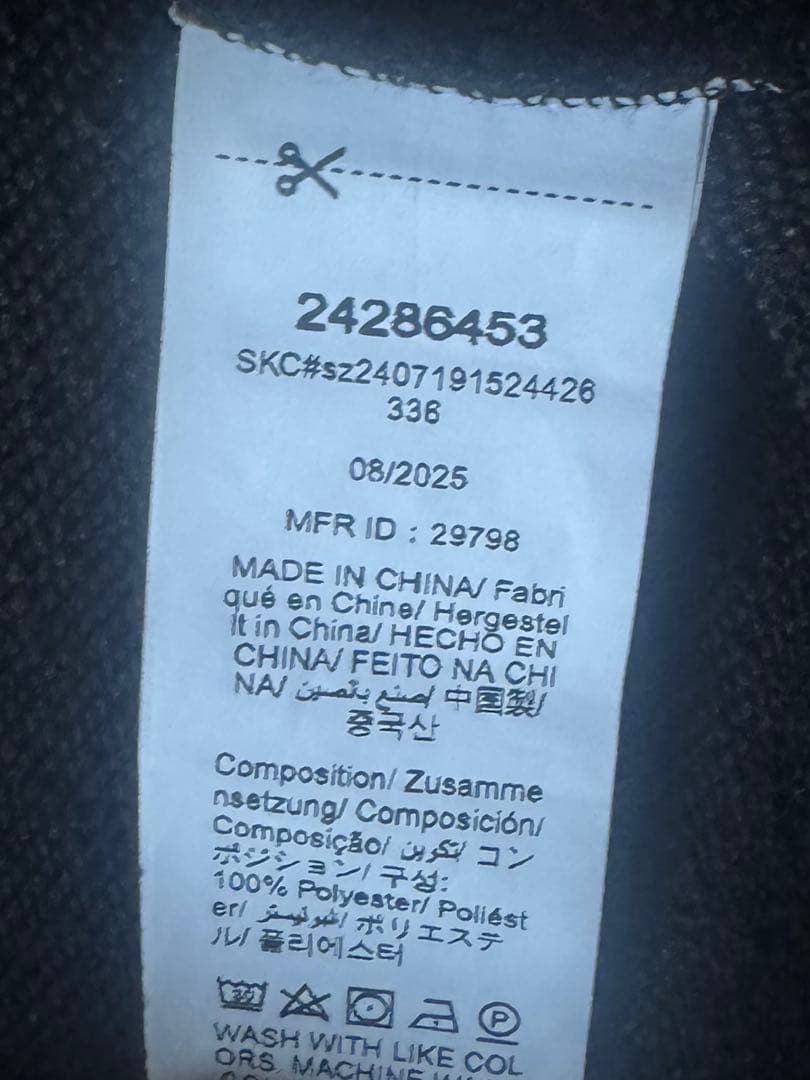 24286453
SKC#sz2407191524426
336
08/2025
MFR ID : 29798
MADE IN CHINA/ Fabri
qué en Chine/ Hergestel
lt in China/ HECHO EN
CHINA/ FEITO NA CHI
NA/ صنع بالصين/ 中国製/
중국산
Composition/ Zusamme
nsetzung/ Composición/
Composição/ تكوين/ コン
ポジション/ 구성:
100% Polyester/ Poliést
er/ ポリエステ
ル/ 폴리에스터
30
P
WASH WITH LIKE COL
ORS. MACHINE